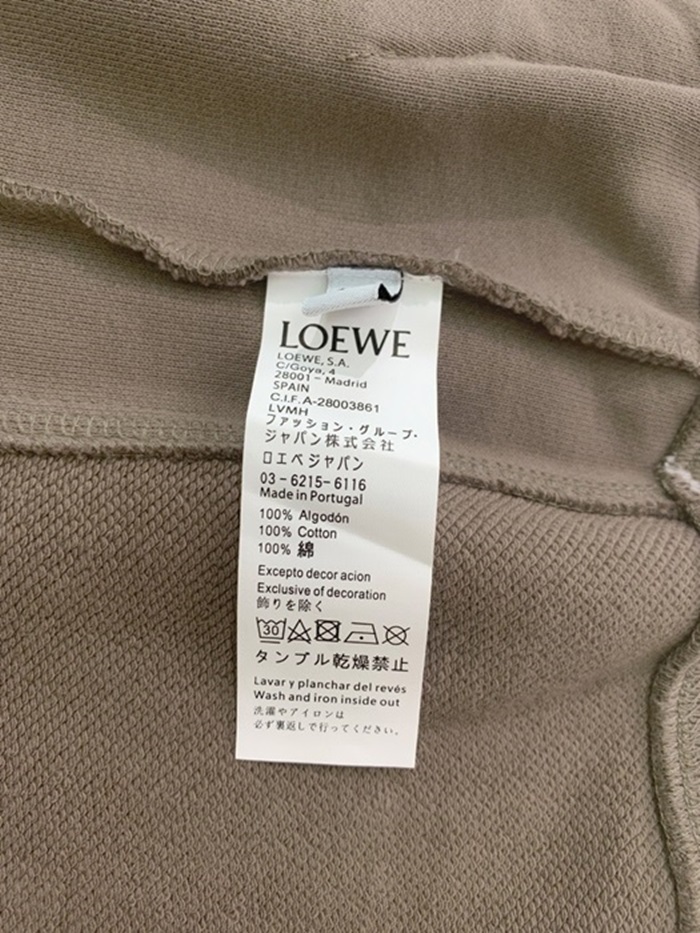 LOEWE
LOEWE, S.A.
C/Goya, 4
28001 - Madrid
SPAIN
C.I.F.A-28003861
LVMH
ファッション・グループ・
ジャパン株式会社
ロエベジャパン
03-6215-6116
Made in Portugal
100% Algodón
100% Cotton
100% 綿
Excepto decor acion
Exclusive of decoration
飾りを除く
30
タンブル乾燥禁止
Lavar y planchar del revés
Wash and iron inside out
洗濯やアイロンは
必ず裏返しで行ってください。